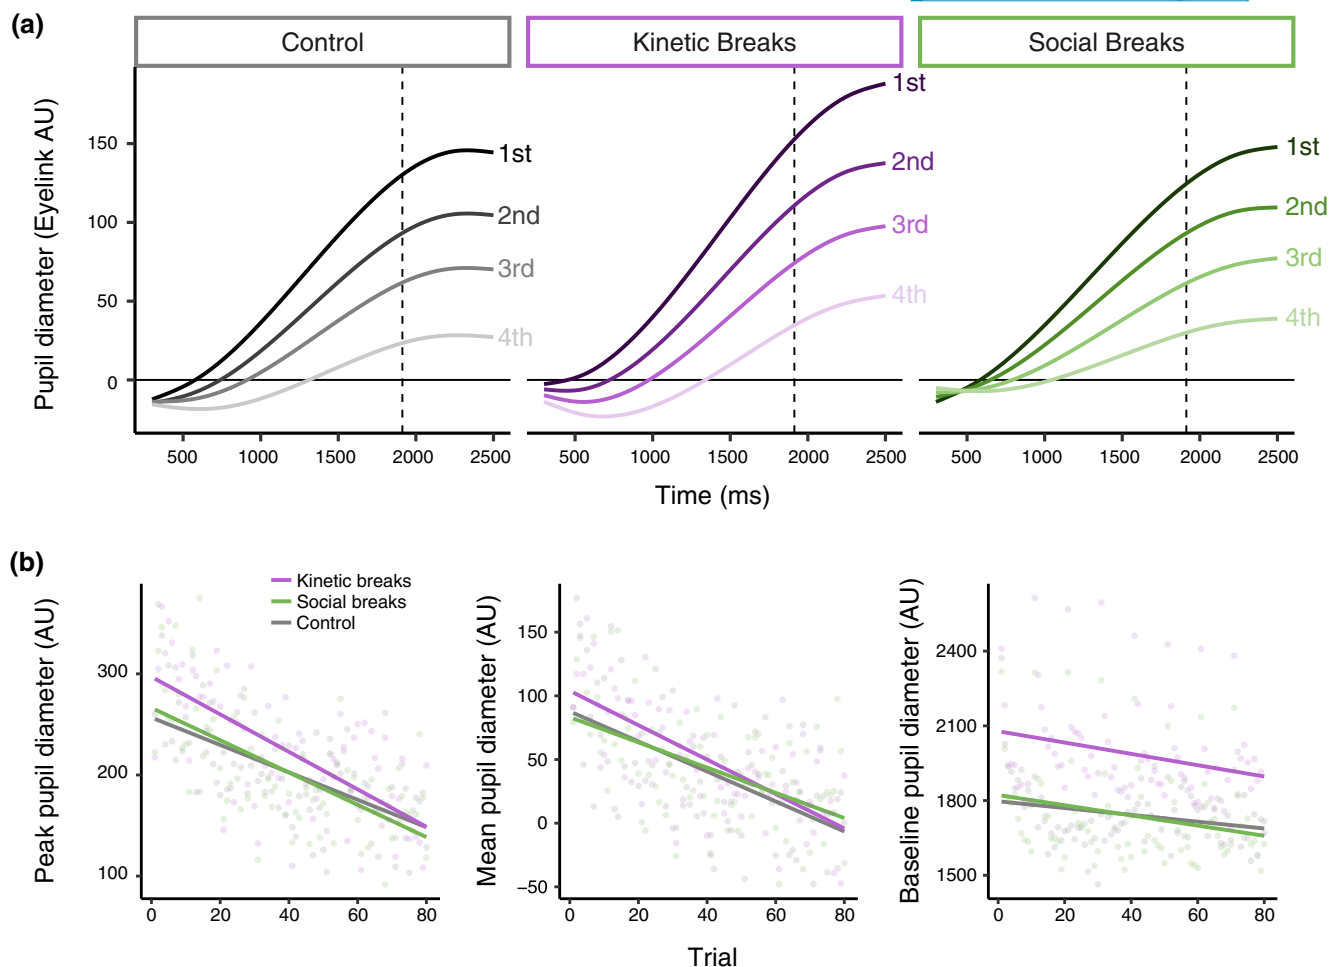 (a)
Control
Kinetic Breaks
Social Breaks
Pupil diameter (Eyelink AU)
150
100
50
0
1st
2nd
3rd
4th
1st
2nd
3rd
4th
1st
2nd
3rd
4th
500 1000 1500 2000 2500
500 1000 1500 2000 2500
500 1000 1500 2000 2500
Time (ms)
(b)
Kinetic breaks
Social breaks
Control
Peak pupil diameter (AU)
300
200
100
0 20 40 60 80
Mean pupil diameter (AU)
150
100
50
0
−50
0 20 40 60 80
Baseline pupil diameter (AU)
2400
2100
1800
1500
0 20 40 60 80
Trial